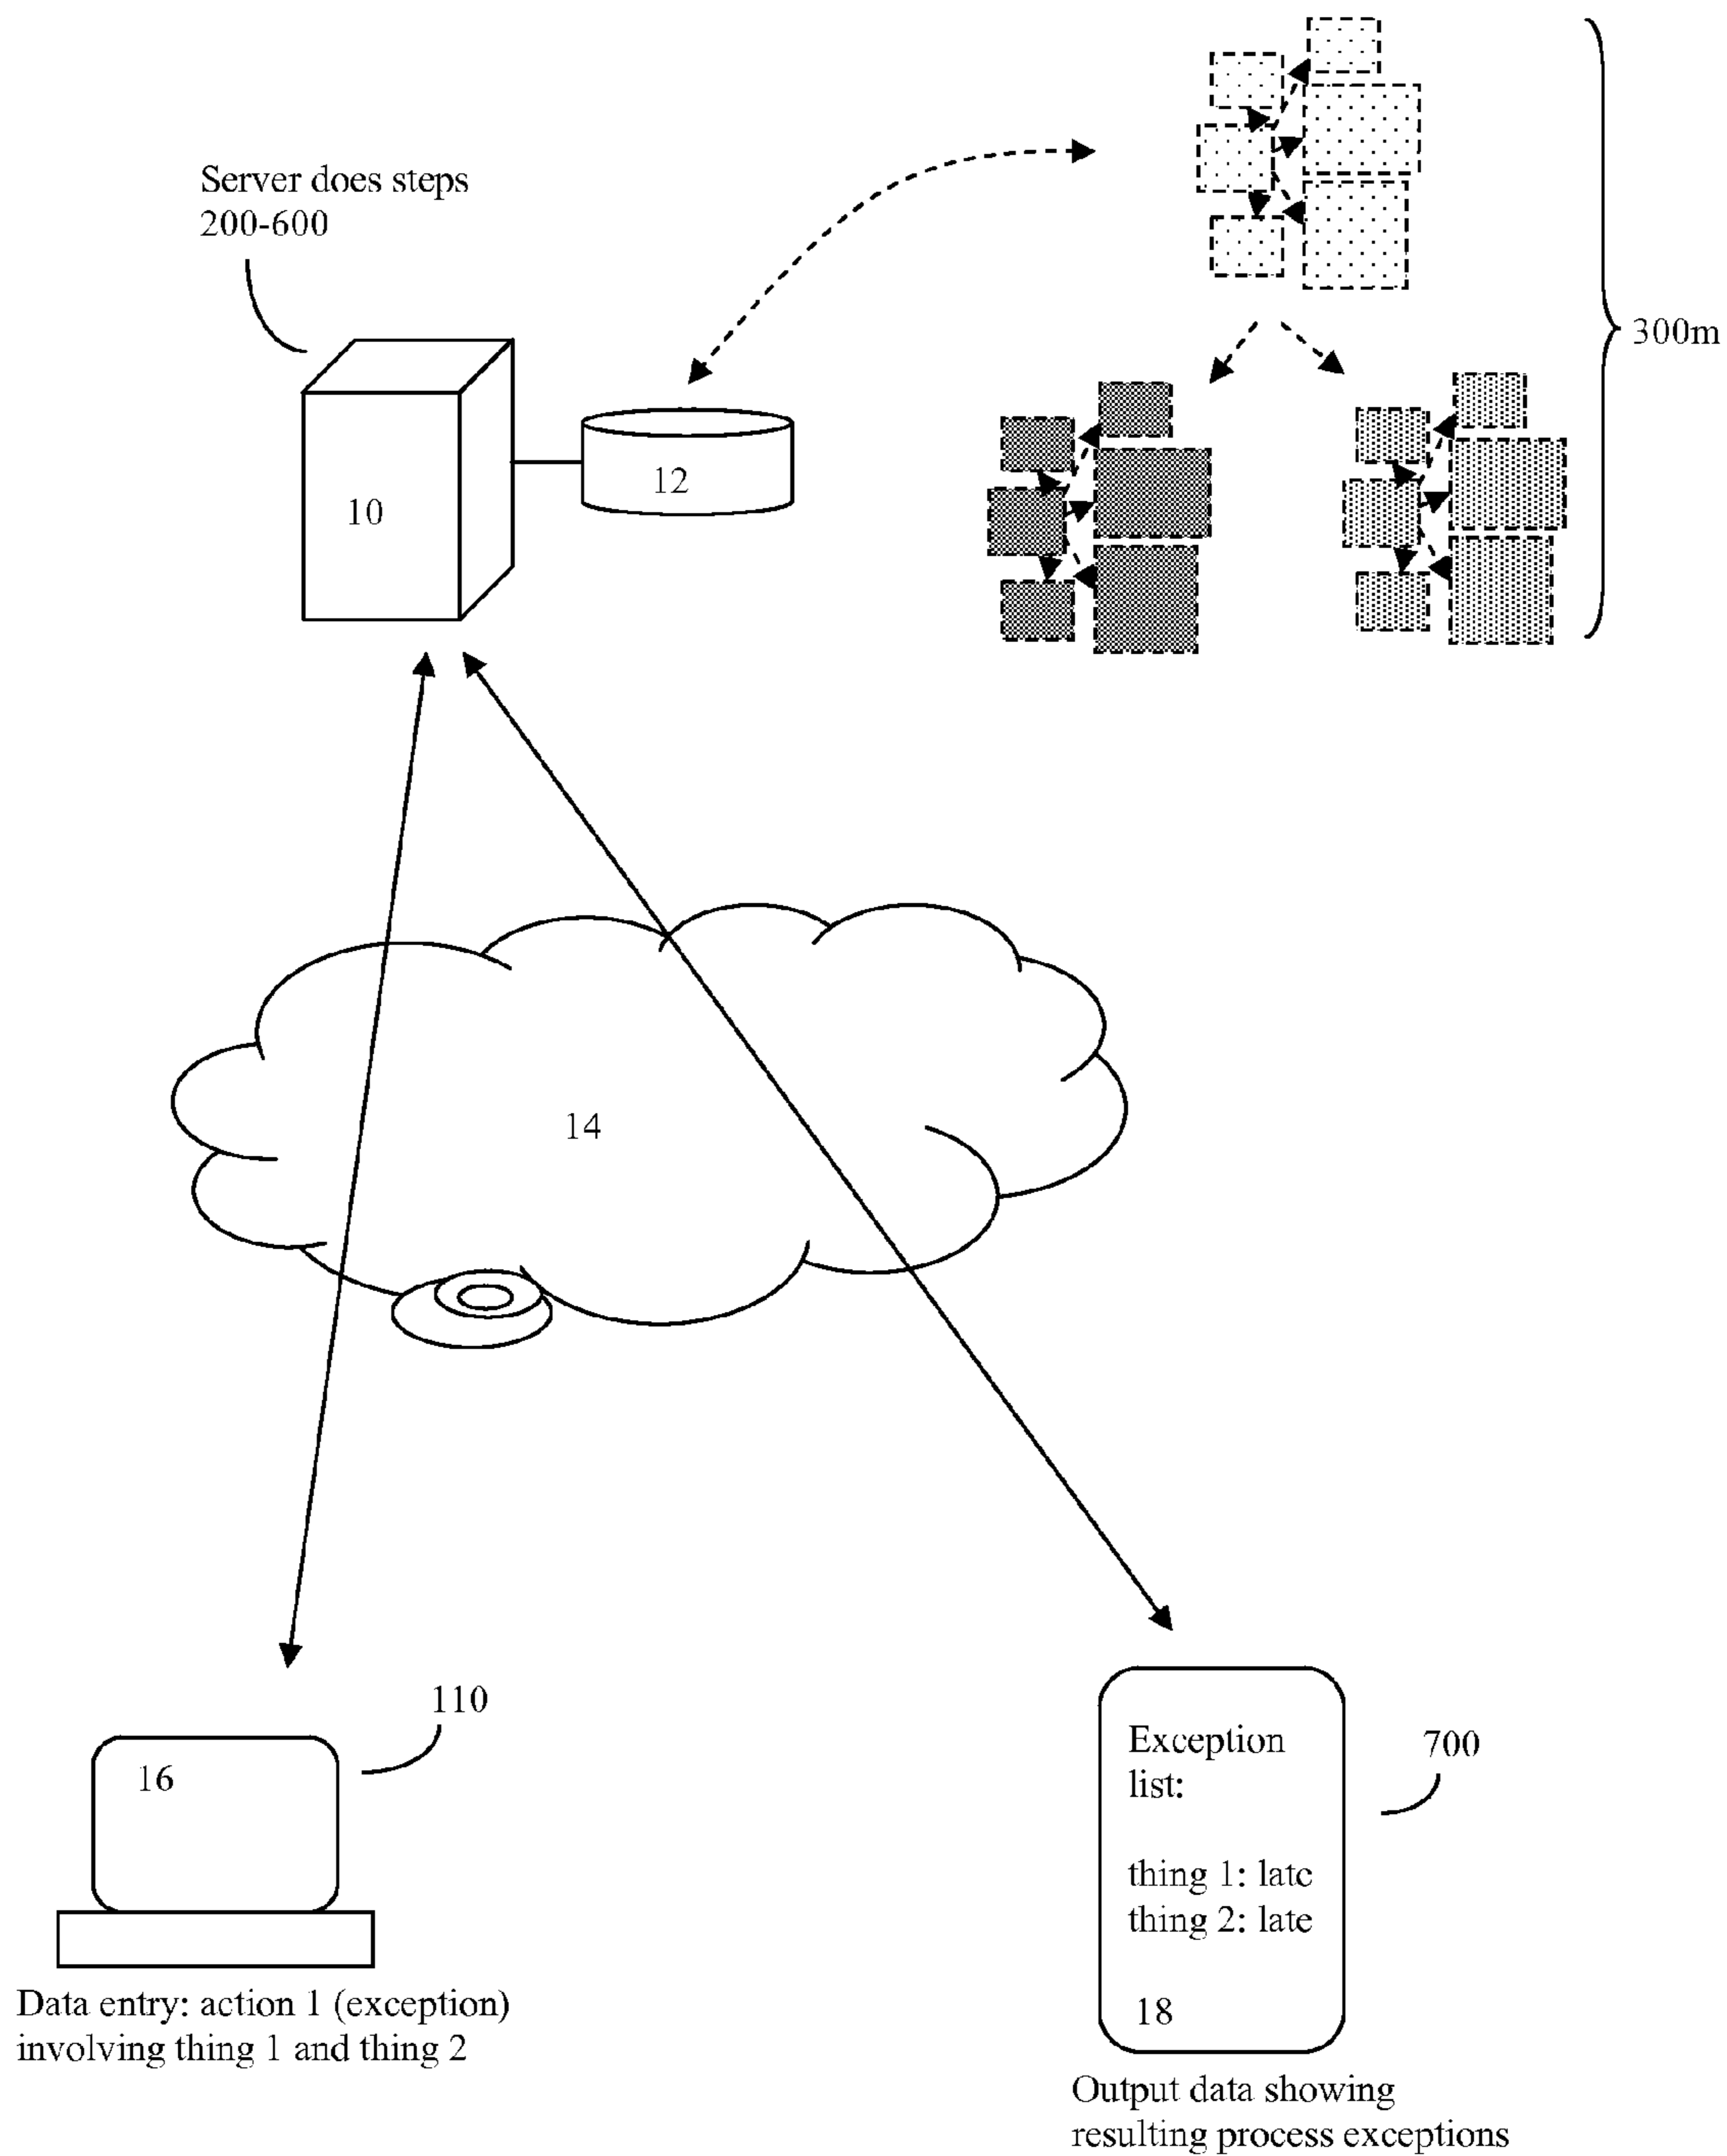 Server does steps
200-600
300m
12
10
14
110
16
Exception
list:
700
thing 1: late
thing 2: late
18
Data entry: action 1 (exception)
involving thing 1 and thing 2
Output data showing
resulting process exceptions